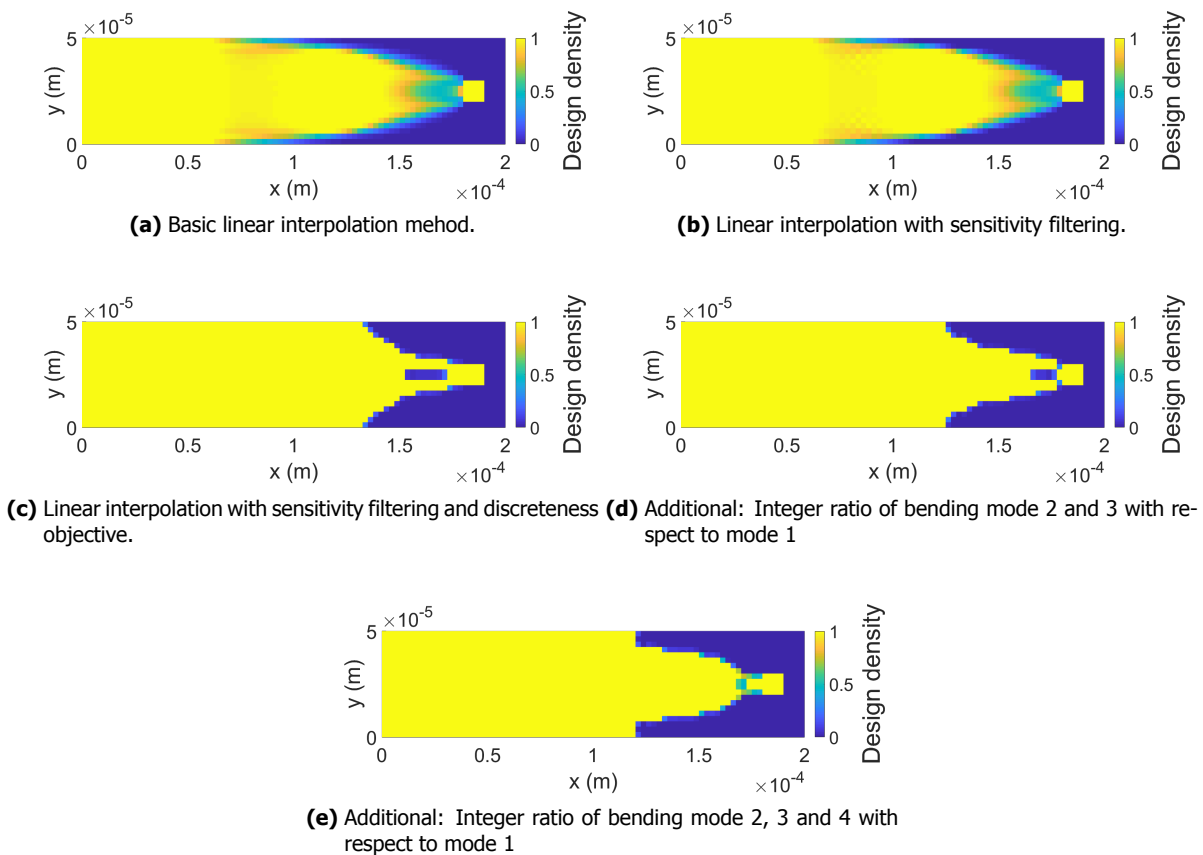 ×10-5
5
0
y (m)
0 0.5 1 1.5 2
x (m)
×10-4
1
0.5
0
Design density
(a) Basic linear interpolation mehod.
×10-5
5
0
y (m)
0 0.5 1 1.5 2
x (m)
×10-4
1
0.5
0
Design density
(b) Linear interpolation with sensitivity filtering.
×10-5
5
0
y (m)
0 0.5 1 1.5 2
x (m)
×10-4
1
0.5
0
Design density
(c) Linear interpolation with sensitivity filtering and discreteness
objective.
×10-5
5
0
y (m)
0 0.5 1 1.5 2
x (m)
×10-4
1
0.5
0
Design density
(d) Additional: Integer ratio of bending mode 2 and 3 with re-
spect to mode 1
×10-5
5
0
y (m)
0 0.5 1 1.5 2
x (m)
×10-4
1
0.5
0
Design density
(e) Additional: Integer ratio of bending mode 2, 3 and 4 with
respect to mode 1